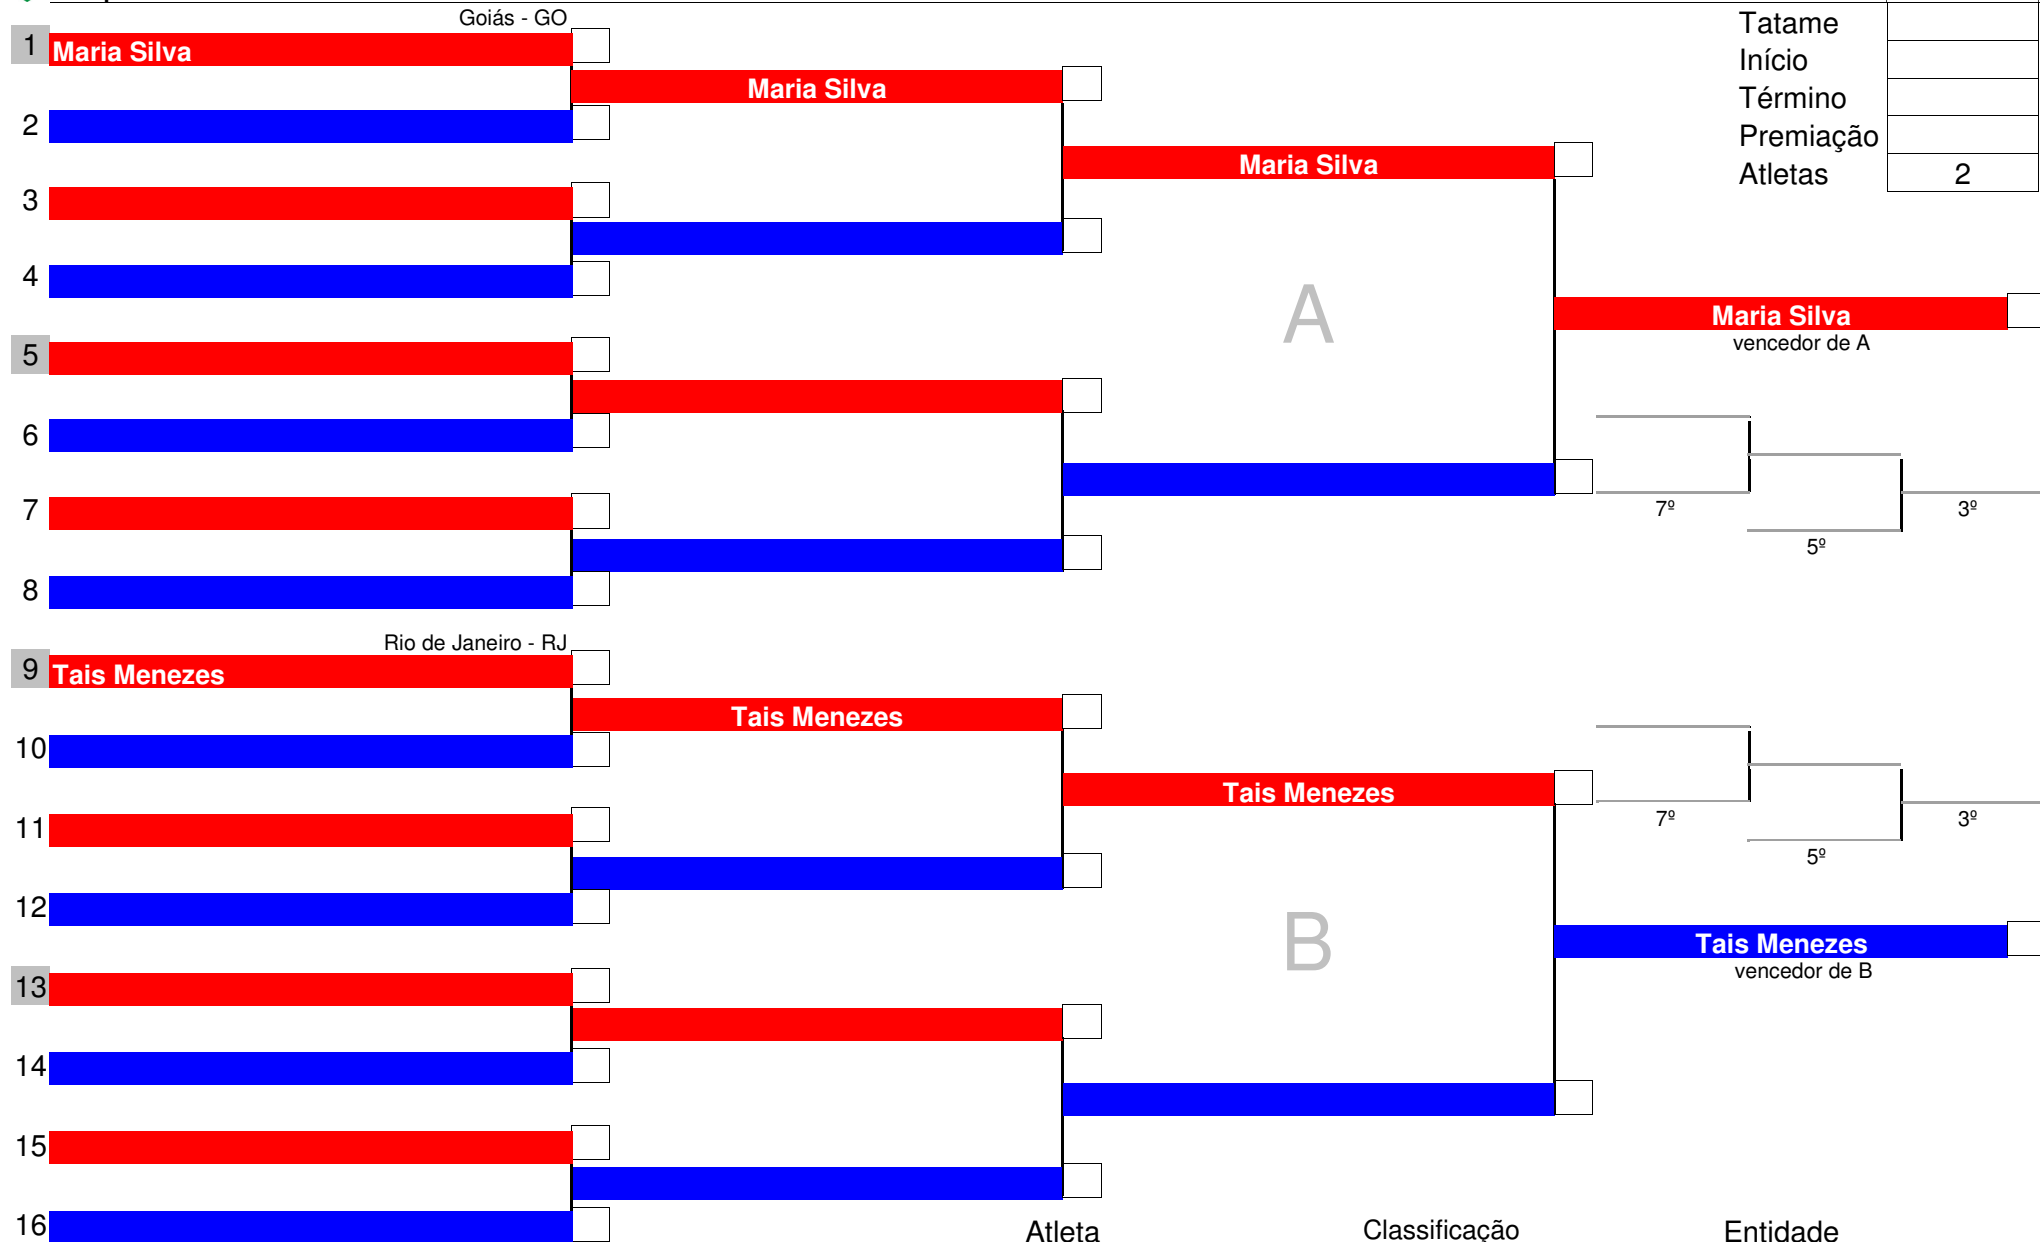 Goiás - GO
Tatame
1 Maria Silva
Início
Maria Silva
Término
2
Premiação
Maria Silva
Atletas 2
3
4
A
Maria Silva
vencedor de A
5
6
7
7º
3º
5º
8
Rio de Janeiro - RJ
9 Tais Menezes
Tais Menezes
10
Tais Menezes
11
7º
3º
5º
12
B
Tais Menezes
vencedor de B
13
14
15
16
Atleta Classificação Entidade